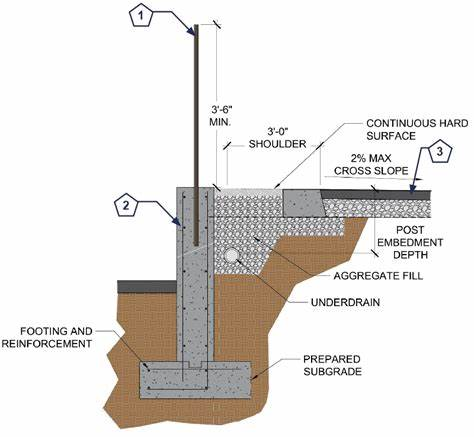 1
3'-6"
MIN.
3'-0"
SHOULDER
CONTINUOUS HARD
SURFACE
3
2% MAX
CROSS SLOPE
2
POST
EMBEDMENT
DEPTH
AGGREGATE FILL
UNDERDRAIN
FOOTING AND
REINFORCEMENT
PREPARED
SUBGRADE